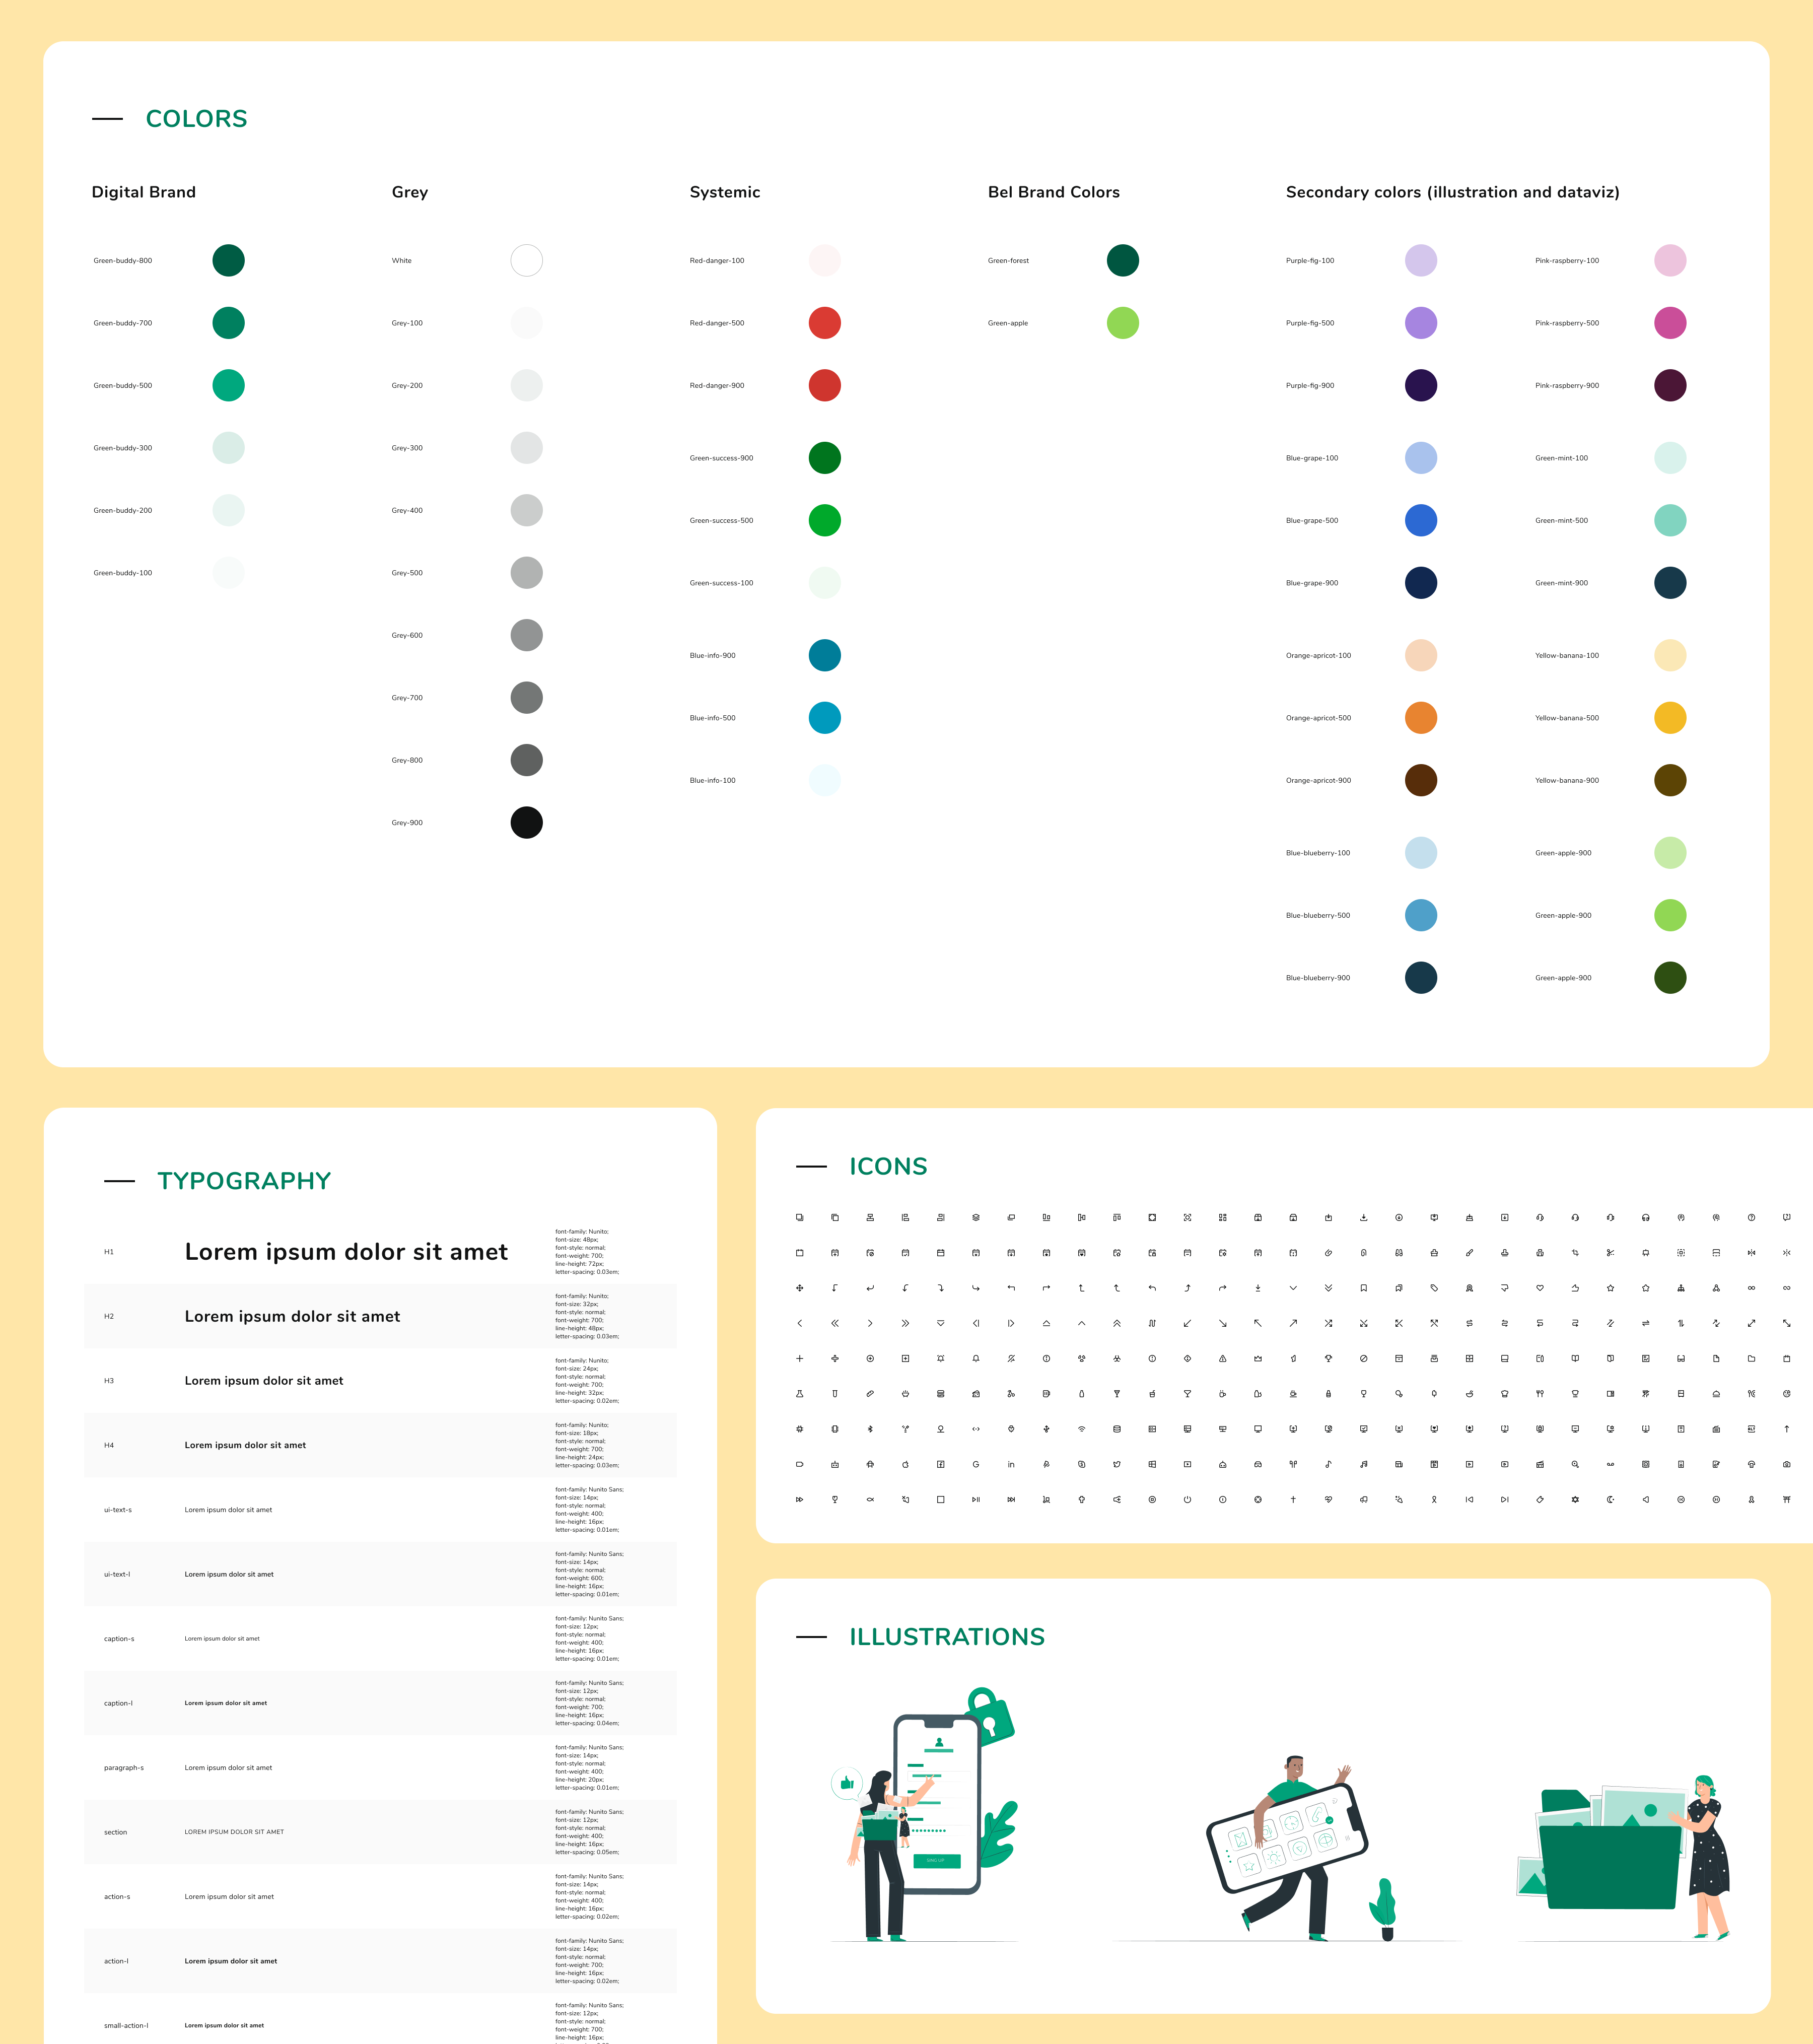 COLORS
Digital Brand
Green-buddy-800
Green-buddy-700
Green-buddy-500
Green-buddy-300
Green-buddy-200
Green-buddy-100
Grey
White
Grey-100
Grey-200
Grey-300
Grey-400
Grey-500
Grey-600
Grey-700
Grey-800
Grey-900
Systemic
Red-danger-100
Red-danger-500
Red-danger-900
Green-success-900
Green-success-500
Green-success-100
Blue-info-900
Blue-info-500
Blue-info-100
Bel Brand Colors
Green-forest
Green-apple
Secondary colors (illustration and dataviz)
Purple-fig-100
Purple-fig-500
Purple-fig-900
Blue-grape-100
Blue-grape-500
Blue-grape-900
Orange-apricot-100
Orange-apricot-500
Orange-apricot-900
Blue-blueberry-100
Blue-blueberry-500
Blue-blueberry-900
Pink-raspberry-100
Pink-raspberry-500
Pink-raspberry-900
Green-mint-100
Green-mint-500
Green-mint-900
Yellow-banana-100
Yellow-banana-500
Yellow-banana-900
Green-apple-900
Green-apple-900
Green-apple-900
TYPOGRAPHY
H1
Lorem ipsum dolor sit amet
font-family: Nunito;
font-size: 48px;
font-style: normal;
font-weight: 700;
line-height: 72px;
letter-spacing: 0.03em;
H2
Lorem ipsum dolor sit amet
font-family: Nunito;
font-size: 32px;
font-style: normal;
font-weight: 700;
line-height: 48px;
letter-spacing: 0.03em;
H3
Lorem ipsum dolor sit amet
font-family: Nunito;
font-size: 24px;
font-style: normal;
font-weight: 700;
line-height: 32px;
letter-spacing: 0.02em;
H4
Lorem ipsum dolor sit amet
font-family: Nunito;
font-size: 18px;
font-style: normal;
font-weight: 700;
line-height: 24px;
letter-spacing: 0.03em;
ui-text-s
Lorem ipsum dolor sit amet
font-family: Nunito Sans;
font-size: 14px;
font-style: normal;
font-weight: 400;
line-height: 16px;
letter-spacing: 0.01em;
ui-text-l
Lorem ipsum dolor sit amet
font-family: Nunito Sans;
font-size: 14px;
font-style: normal;
font-weight: 600;
line-height: 16px;
letter-spacing: 0.01em;
caption-s
Lorem ipsum dolor sit amet
font-family: Nunito Sans;
font-size: 12px;
font-style: normal;
font-weight: 400;
line-height: 16px;
letter-spacing: 0.01em;
caption-l
Lorem ipsum dolor sit amet
font-family: Nunito Sans;
font-size: 12px;
font-style: normal;
font-weight: 700;
line-height: 16px;
letter-spacing: 0.04em;
paragraph-s
Lorem ipsum dolor sit amet
font-family: Nunito Sans;
font-size: 14px;
font-style: normal;
font-weight: 400;
line-height: 20px;
letter-spacing: 0.01em;
section
LOREM IPSUM DOLOR SIT AMET
font-family: Nunito Sans;
font-size: 12px;
font-style: normal;
font-weight: 400;
line-height: 16px;
letter-spacing: 0.05em;
action-s
Lorem ipsum dolor sit amet
font-family: Nunito Sans;
font-size: 14px;
font-style: normal;
font-weight: 400;
line-height: 16px;
letter-spacing: 0.02em;
action-l
Lorem ipsum dolor sit amet
font-family: Nunito Sans;
font-size: 14px;
font-style: normal;
font-weight: 700;
line-height: 16px;
letter-spacing: 0.02em;
small-action-l
Lorem ipsum dolor sit amet
font-family: Nunito Sans;
font-size: 12px;
font-style: normal;
font-weight: 700;
line-height: 16px;
ICONS
ILLUSTRATIONS